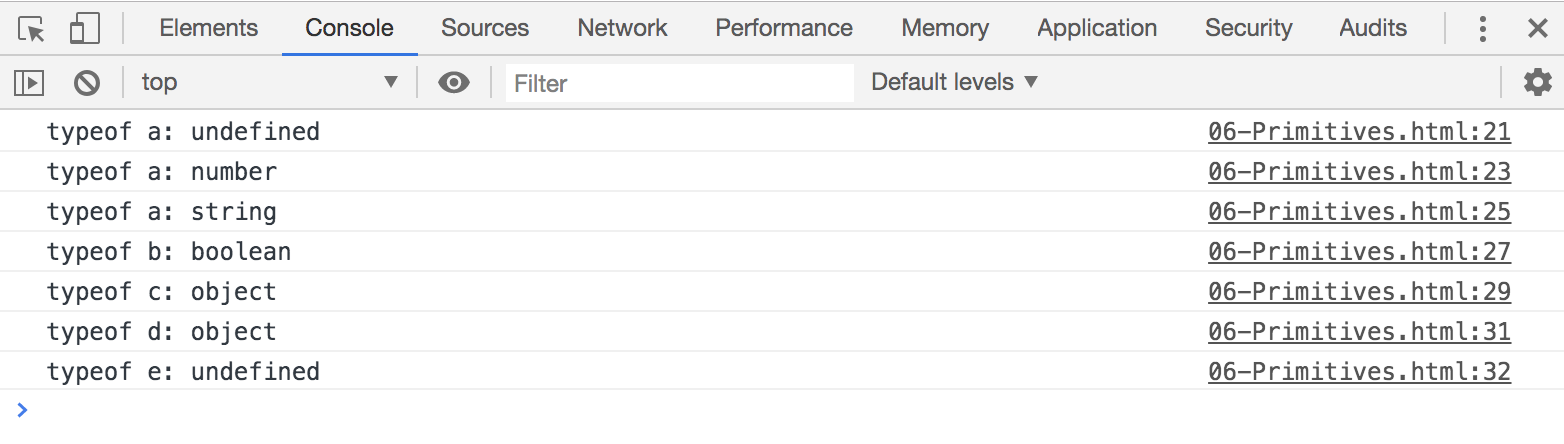 Elements Console Sources Network Performance Memory Application Security Audits
top Filter Default levels
typeof a: undefined 06-Primitives.html:21
typeof a: number 06-Primitives.html:23
typeof a: string 06-Primitives.html:25
typeof b: boolean 06-Primitives.html:27
typeof c: object 06-Primitives.html:29
typeof d: object 06-Primitives.html:31
typeof e: undefined 06-Primitives.html:32